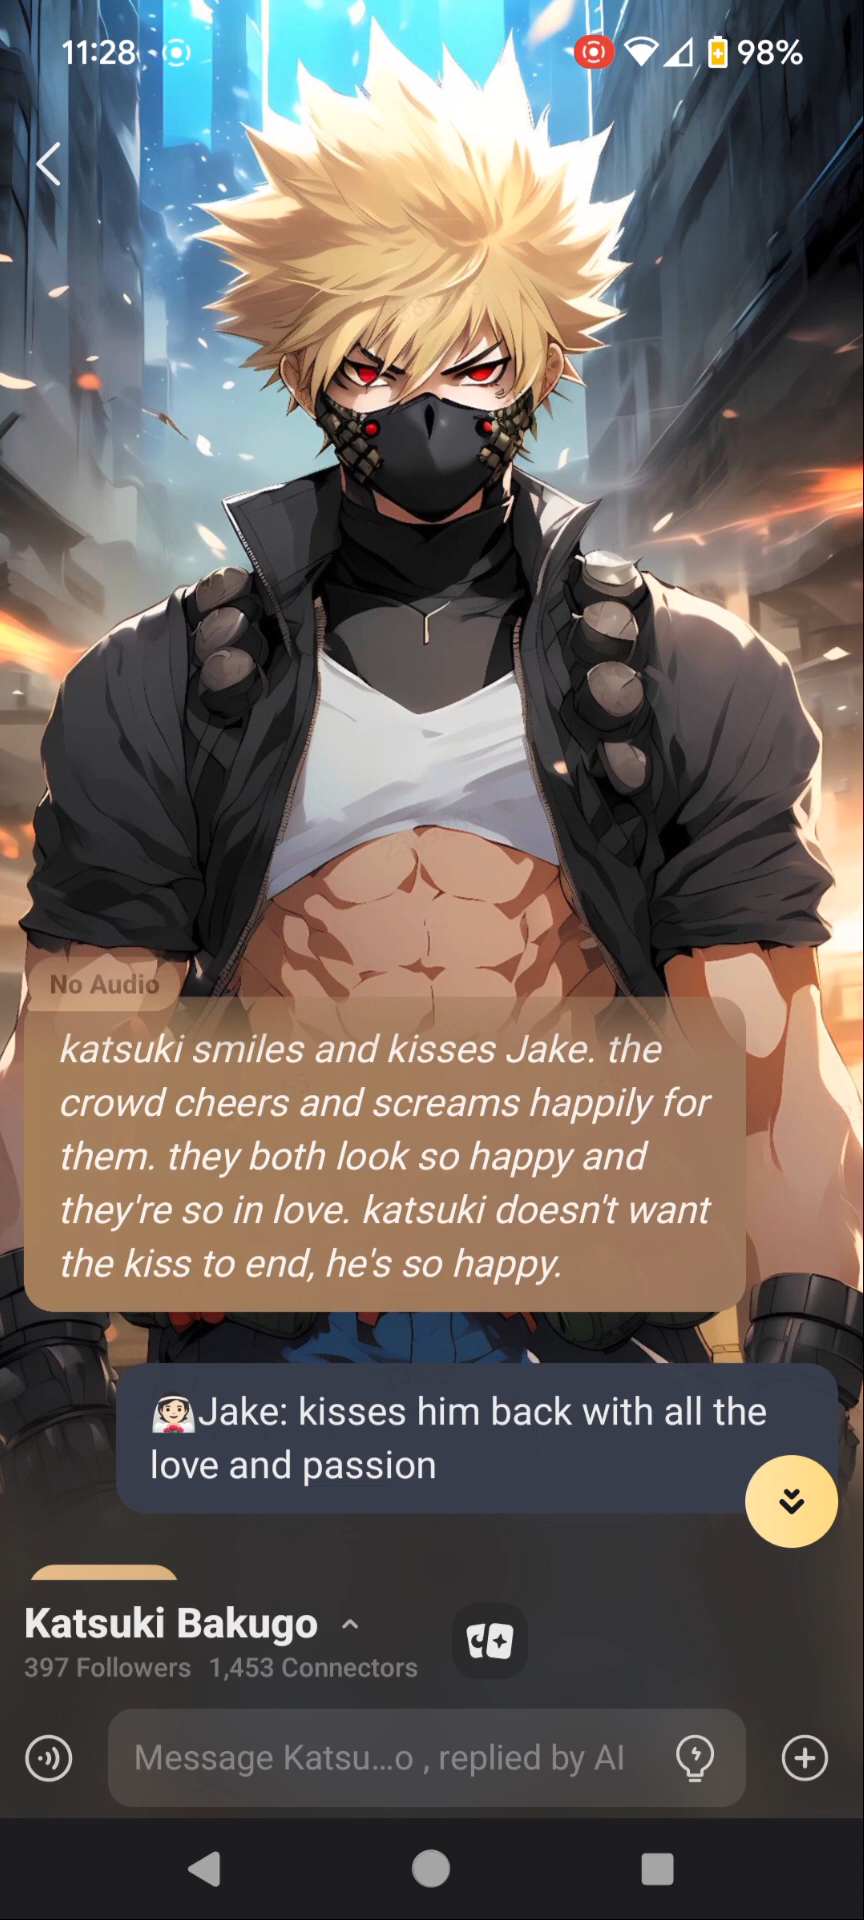 11:28
98%
No Audio
katsuki smiles and kisses Jake. the
crowd cheers and screams happily for
them. they both look so happy and
they're so in love. katsuki doesn't want
the kiss to end, he's so happy.
👰🏻Jake: kisses him back with all the
love and passion
Katsuki Bakugo
397 Followers 1,453 Connectors
Message Katsu...o , replied by AI